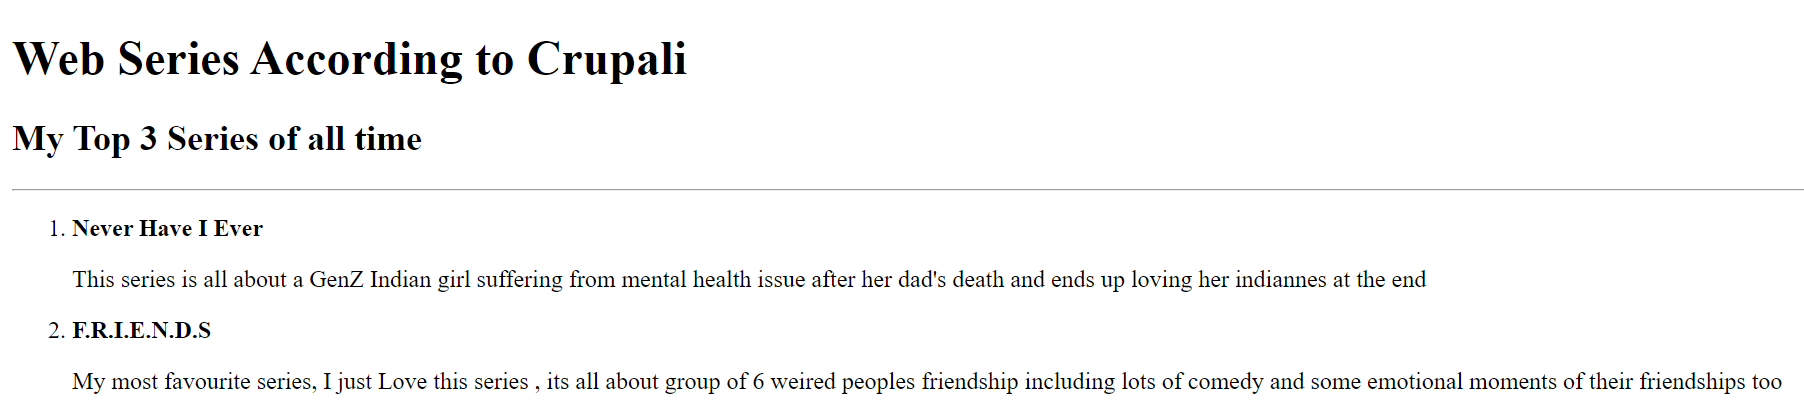 Web Series According to Crupali
My Top 3 Series of all time
1. Never Have I Ever
This series is all about a GenZ Indian girl suffering from mental health issue after her dad's death and ends up loving her indiannes at the end
2. F.R.I.E.N.D.S
My most favourite series, I just Love this series , its all about group of 6 weired peoples friendship including lots of comedy and some emotional moments of their friendships too